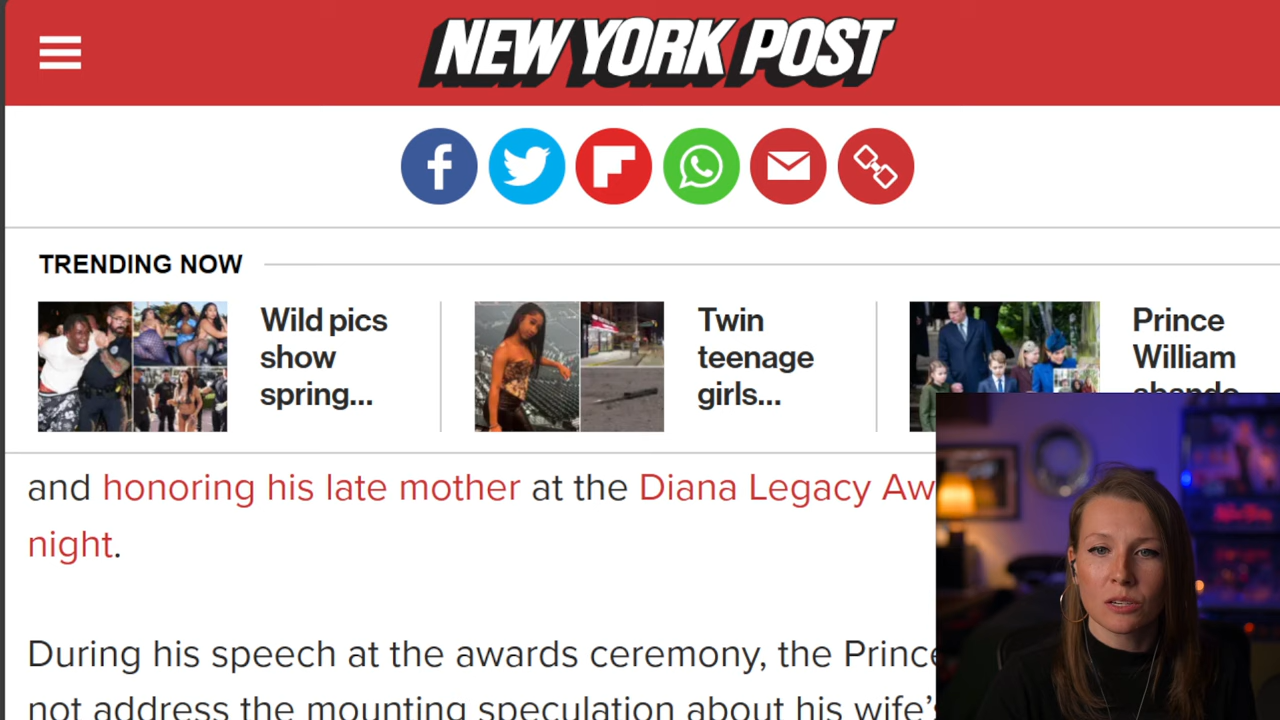 NEW YORK POST
TRENDING NOW
Wild pics
show
spring...
Twin
teenage
girls...
Prince
William
and honoring his late mother at the Diana Legacy Aw
night.
During his speech at the awards ceremony, the Prince
not address the mounting speculation about his wife's